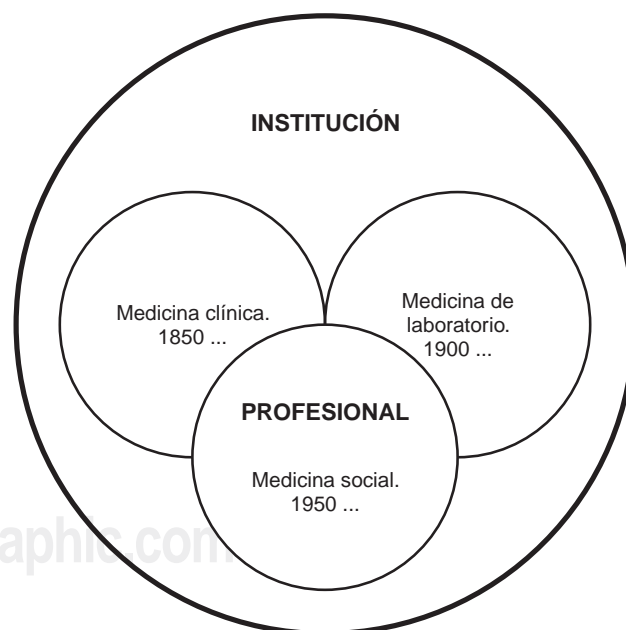 INSTITUCIÓN
Medicina clínica.
1850 ...
Medicina de
laboratorio.
1900 ...
PROFESIONAL
Medicina social.
1950 ...
aphic.com